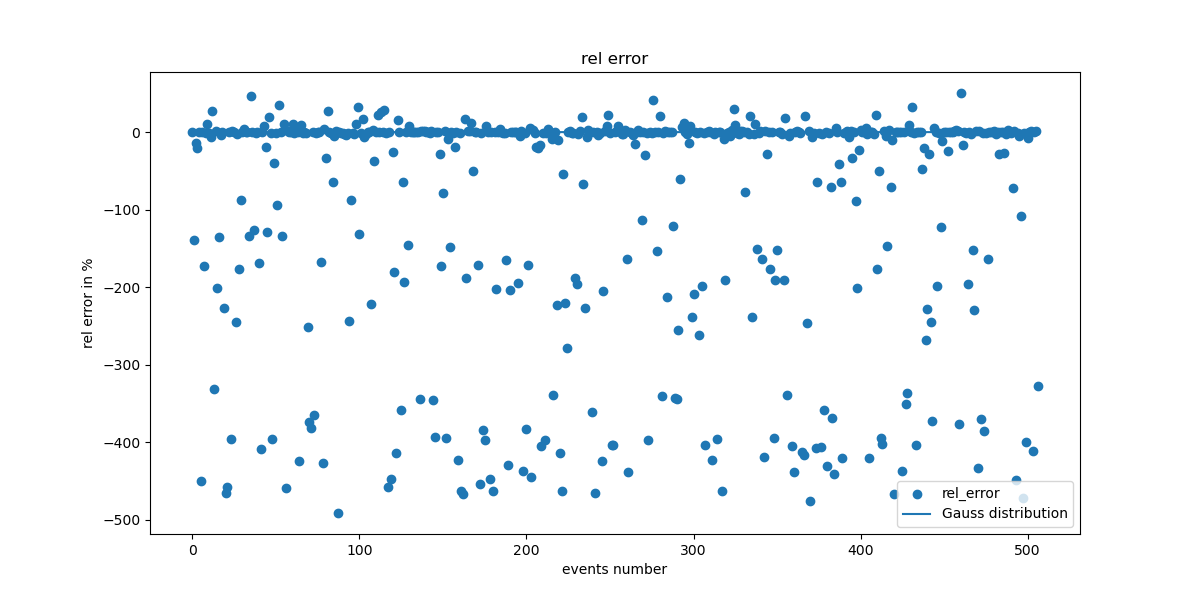 rel error
rel error in %
0
−100
−200
−300
−400
−500
0
100
200
300
400
500
events number
rel_error
Gauss distribution